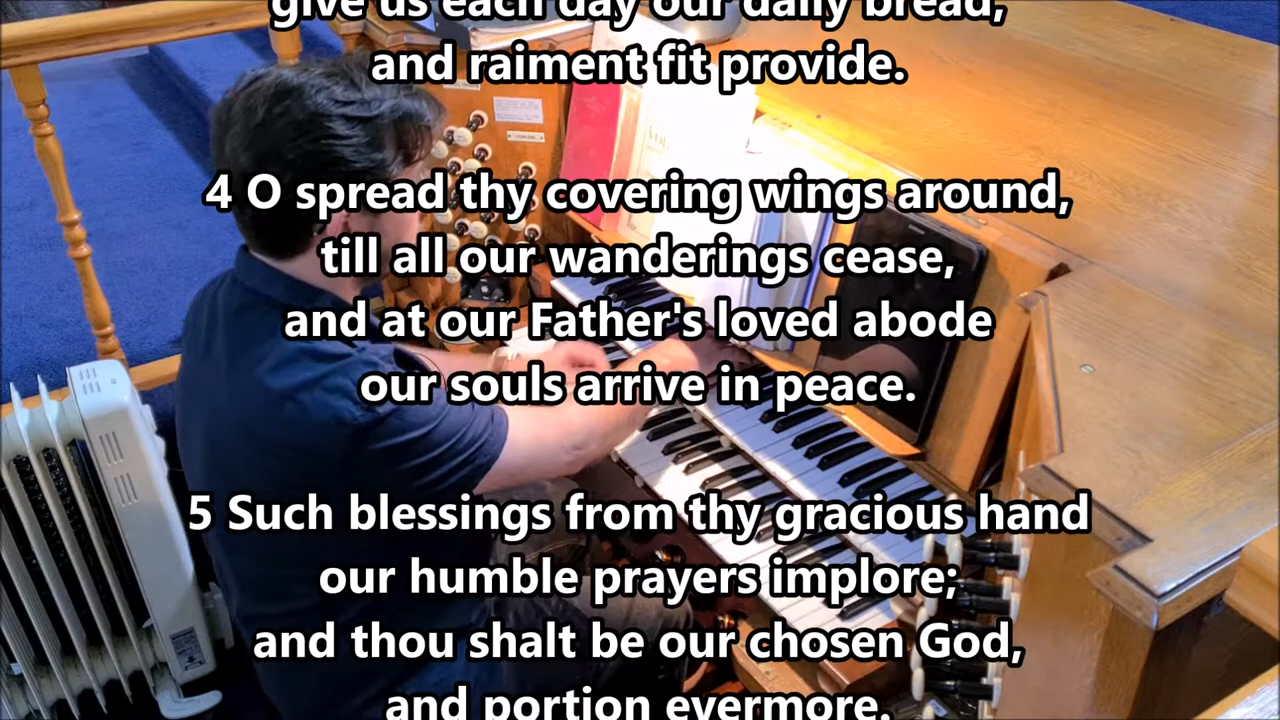 give us each day our daily bread,
and raiment fit provide.
4 O spread thy covering wings around,
till all our wanderings cease,
and at our Father's loved abode
our souls arrive in peace.
5 Such blessings from thy gracious hand
our humble prayers implore;
and thou shalt be our chosen God,
and portion evermore.